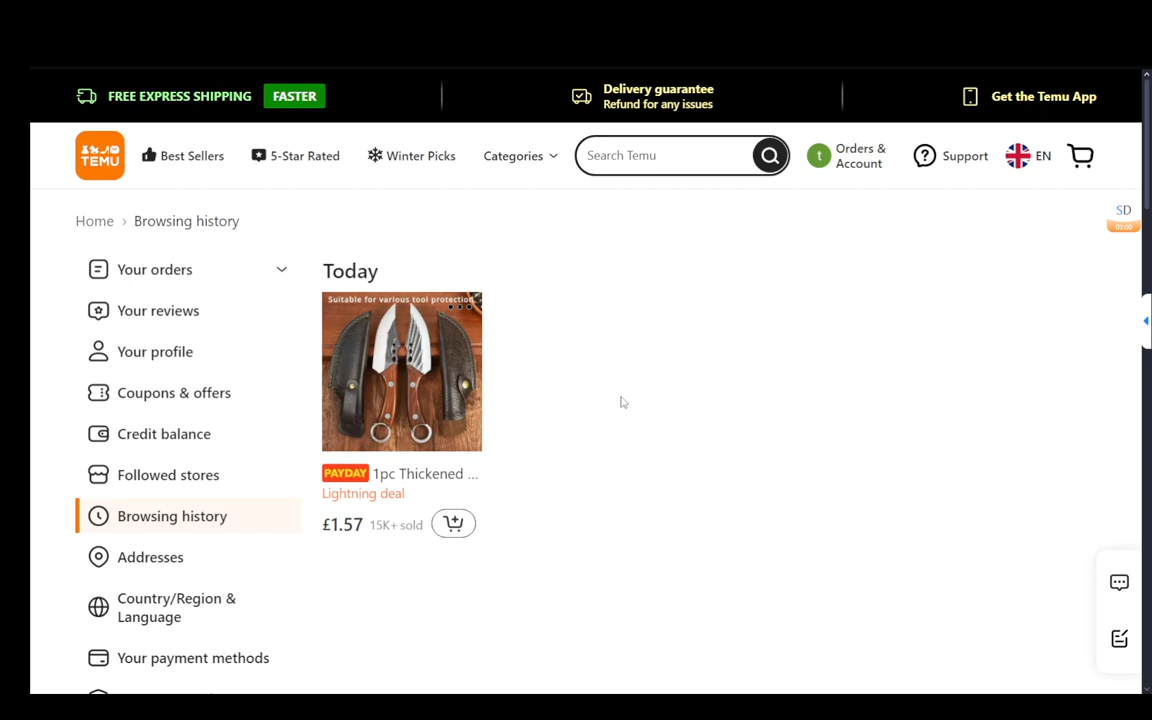 FREE EXPRESS SHIPPING FASTER
Delivery guarantee
Refund for any issues
Get the Temu App
TEMU
Best Sellers
5-Star Rated
Winter Picks
Categories
Search Temu
t
Orders &
Account
Support
EN
Home › Browsing history
SD
Your orders
Your reviews
Your profile
Coupons & offers
Credit balance
Followed stores
Browsing history
Addresses
Country/Region &
Language
Your payment methods
Today
Suitable for various tool protection
PAYDAY 1pc Thickened ...
Lightning deal
£1.57 15K+ sold